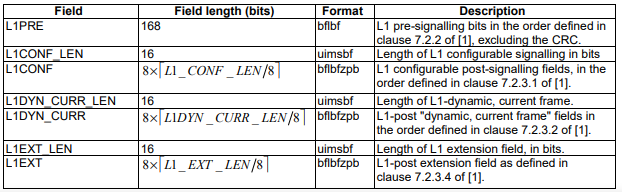 Field Field length (bits) Format Description
L1PRE 168 bflbf L1 pre-signalling bits in the order defined in
clause 7.2.2 of [1], excluding the CRC.
L1CONF_LEN 16 uimsbf Length of L1 configurable signalling in bits
L1CONF 8×⌈L1_CONF_LEN/8⌉ bflbfzpb L1 configurable post-signalling fields, in the
order defined in clause 7.2.3.1 of [1].
L1DYN_CURR_LEN 16 uimsbf Length of L1-dynamic, current frame.
L1DYN_CURR 8×⌈L1DYN_CURR_LEN/8⌉ bflbfzpb L1-post "dynamic, current frame" fields in
the order defined in clause 7.2.3.2 of [1].
L1EXT_LEN 16 uimsbf Length of L1 extension field, in bits.
L1EXT 8×⌈L1_EXT_LEN/8⌉ bflbfzpb L1-post extension field as defined in
clause 7.2.3.4 of [1].